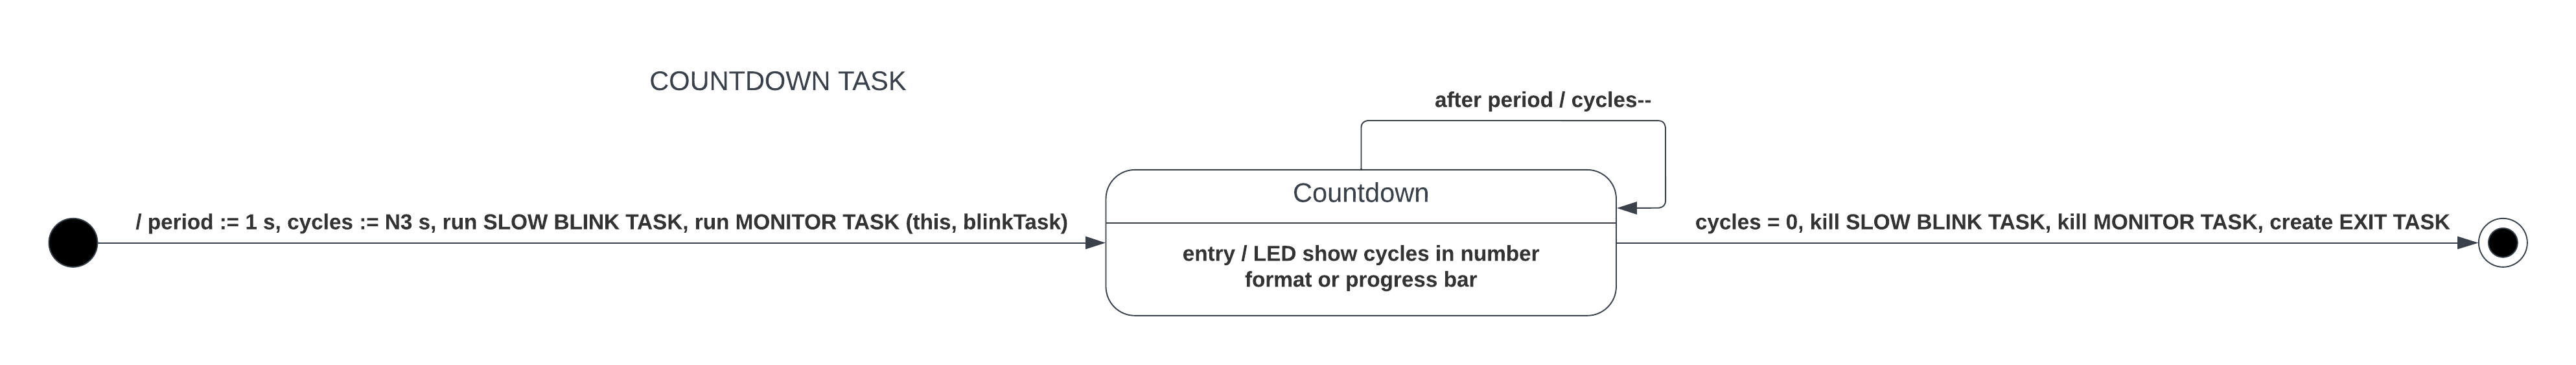 COUNTDOWN TASK
after period / cycles--
Countdown
/ period := 1 s, cycles := N3 s, run SLOW BLINK TASK, run MONITOR TASK (this, blinkTask)
cycles = 0, kill SLOW BLINK TASK, kill MONITOR TASK, create EXIT TASK
entry / LED show cycles in number
format or progress bar